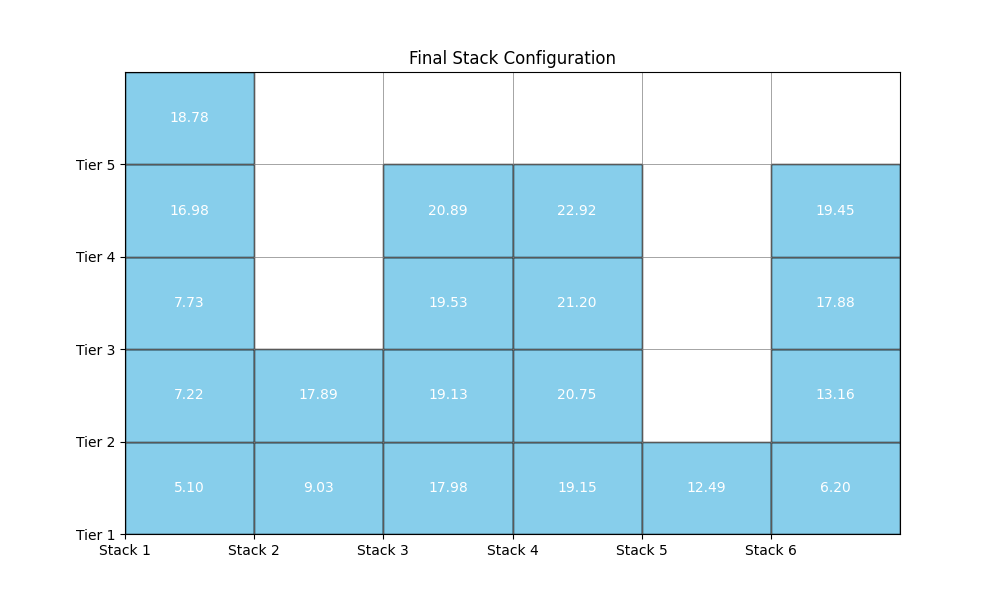 Final Stack Configuration
18.78
Tier 5
16.98 20.89 22.92 19.45
Tier 4
7.73 19.53 21.20 17.88
Tier 3
7.22 17.89 19.13 20.75 13.16
Tier 2
5.10 9.03 17.98 19.15 12.49 6.20
Tier 1
Stack 1 Stack 2 Stack 3 Stack 4 Stack 5 Stack 6